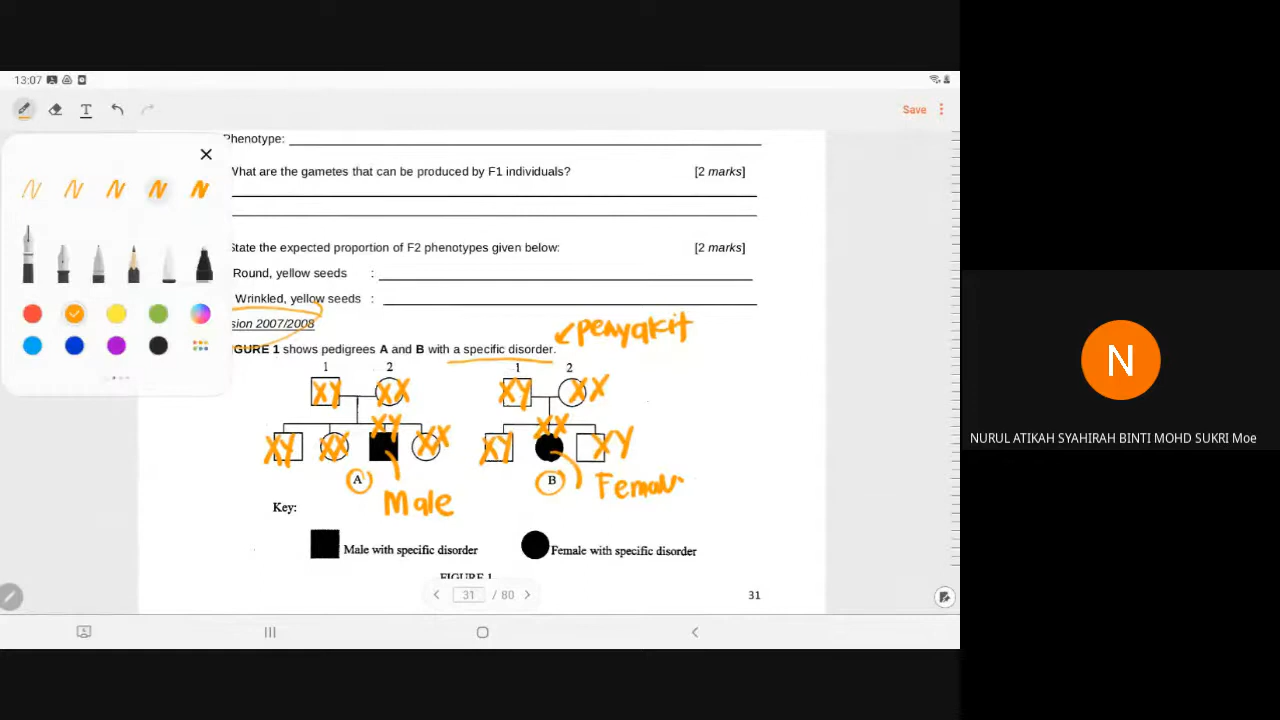 13:07
Save
Phenotype:
What are the gametes that can be produced by F1 individuals? [2 marks]
State the expected proportion of F2 phenotypes given below: [2 marks]
Round, yellow seeds :
Wrinkled, yellow seeds :
sion 2007/2008
penyakit
GURE 1 shows pedigrees A and B with a specific disorder.
1 2 1 2
XY XX XY XX
XY XX
XY XX XX XY XY
A B
Male Female
Key:
Male with specific disorder Female with specific disorder
FIGURE 1
31 / 80
31
N
NURUL ATIKAH SYAHIRAH BINTI MOHD SUKRI Moe